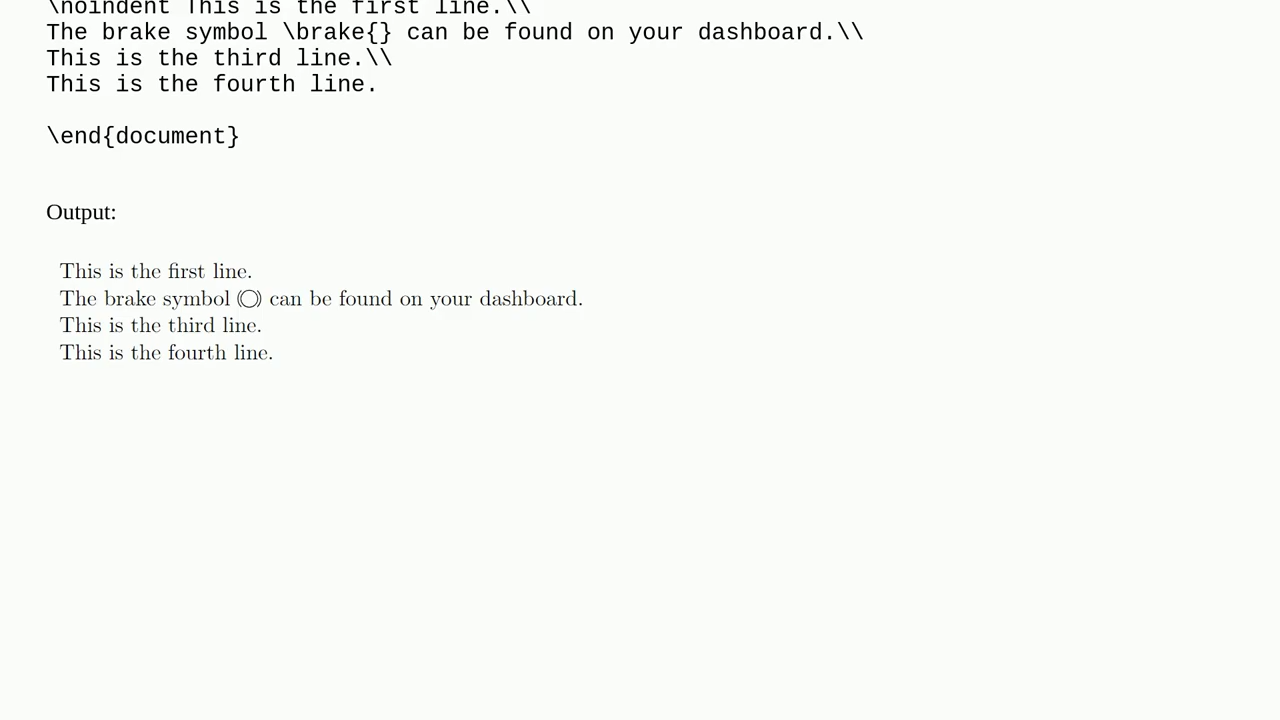 \noindent This is the first line.\\
The brake symbol \brake{} can be found on your dashboard.\\
This is the third line.\\
This is the fourth line.
\end{document}
Output:
This is the first line.
The brake symbol (◯) can be found on your dashboard.
This is the third line.
This is the fourth line.